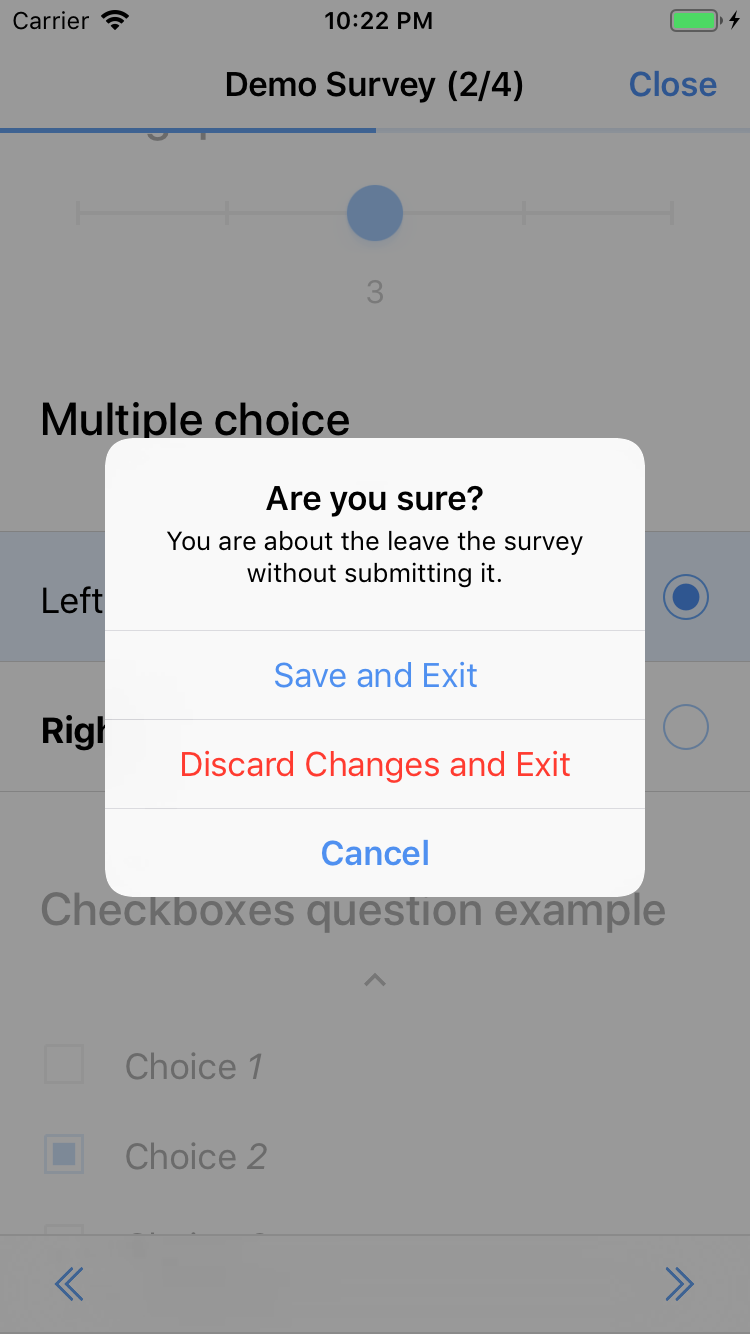 Carrier 10:22 PM
Demo Survey (2/4) Close
3
Multiple choice
Are you sure?
You are about the leave the survey
without submitting it.
Left
Save and Exit
Discard Changes and Exit
Cancel
Checkboxes question example
Choice 1
Choice 2